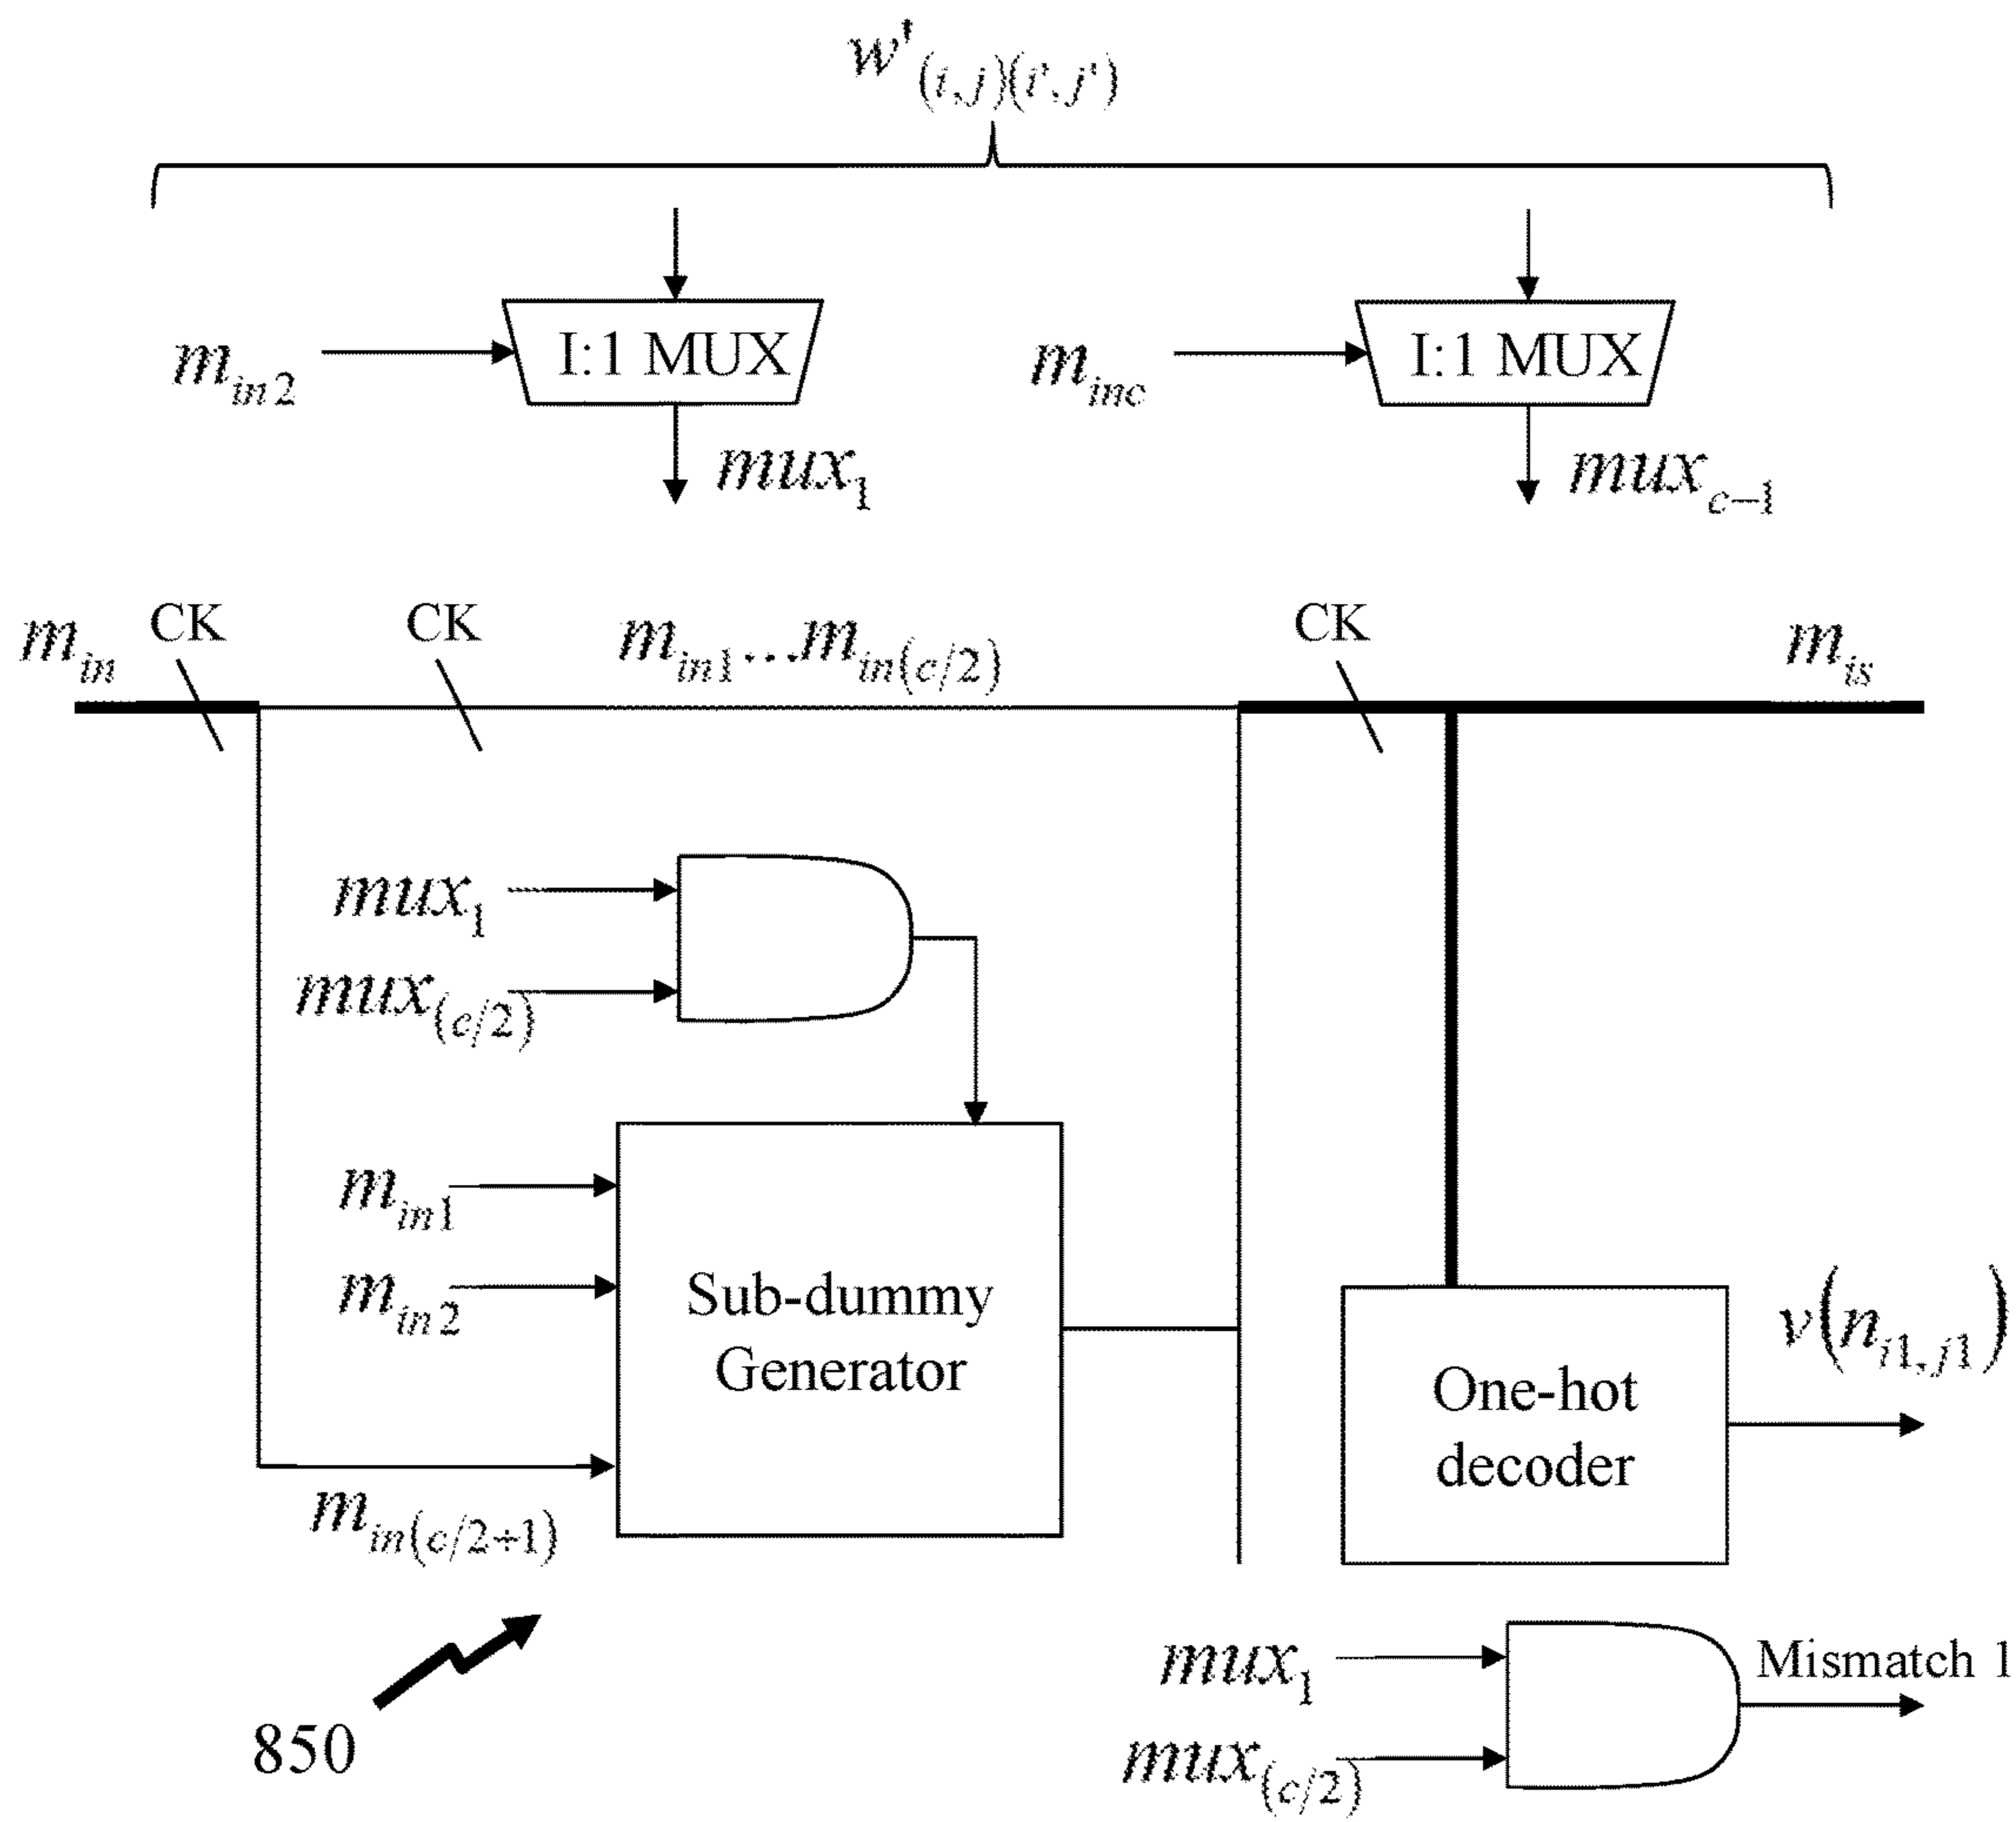 w'(i,j)(i',j')
I:1 MUX
I:1 MUX
m_in2
m_inc
mux_1
mux_c−1
CK
CK
CK
m_in
m_in1...m_in(c/2)
m_is
mux_1
mux_(c/2)
m_in1
m_in2
Sub-dummy
Generator
m_in(c/2+1)
One-hot
decoder
v(n_i1,j1)
mux_1
mux_(c/2)
Mismatch 1
850